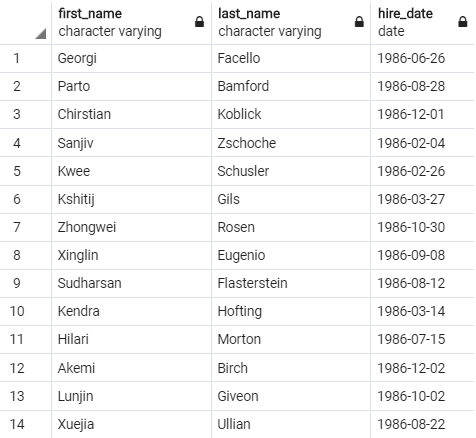 first_name last_name hire_date
character varying character varying date
1 Georgi Facello 1986-06-26
2 Parto Bamford 1986-08-28
3 Chirstian Koblick 1986-12-01
4 Sanjiv Zschoche 1986-02-04
5 Kwee Schusler 1986-02-26
6 Kshitij Gils 1986-03-27
7 Zhongwei Rosen 1986-10-30
8 Xinglin Eugenio 1986-09-08
9 Sudharsan Flasterstein 1986-08-12
10 Kendra Hofting 1986-03-14
11 Hilari Morton 1986-07-15
12 Akemi Birch 1986-12-02
13 Lunjin Giveon 1986-10-02
14 Xuejia Ullian 1986-08-22